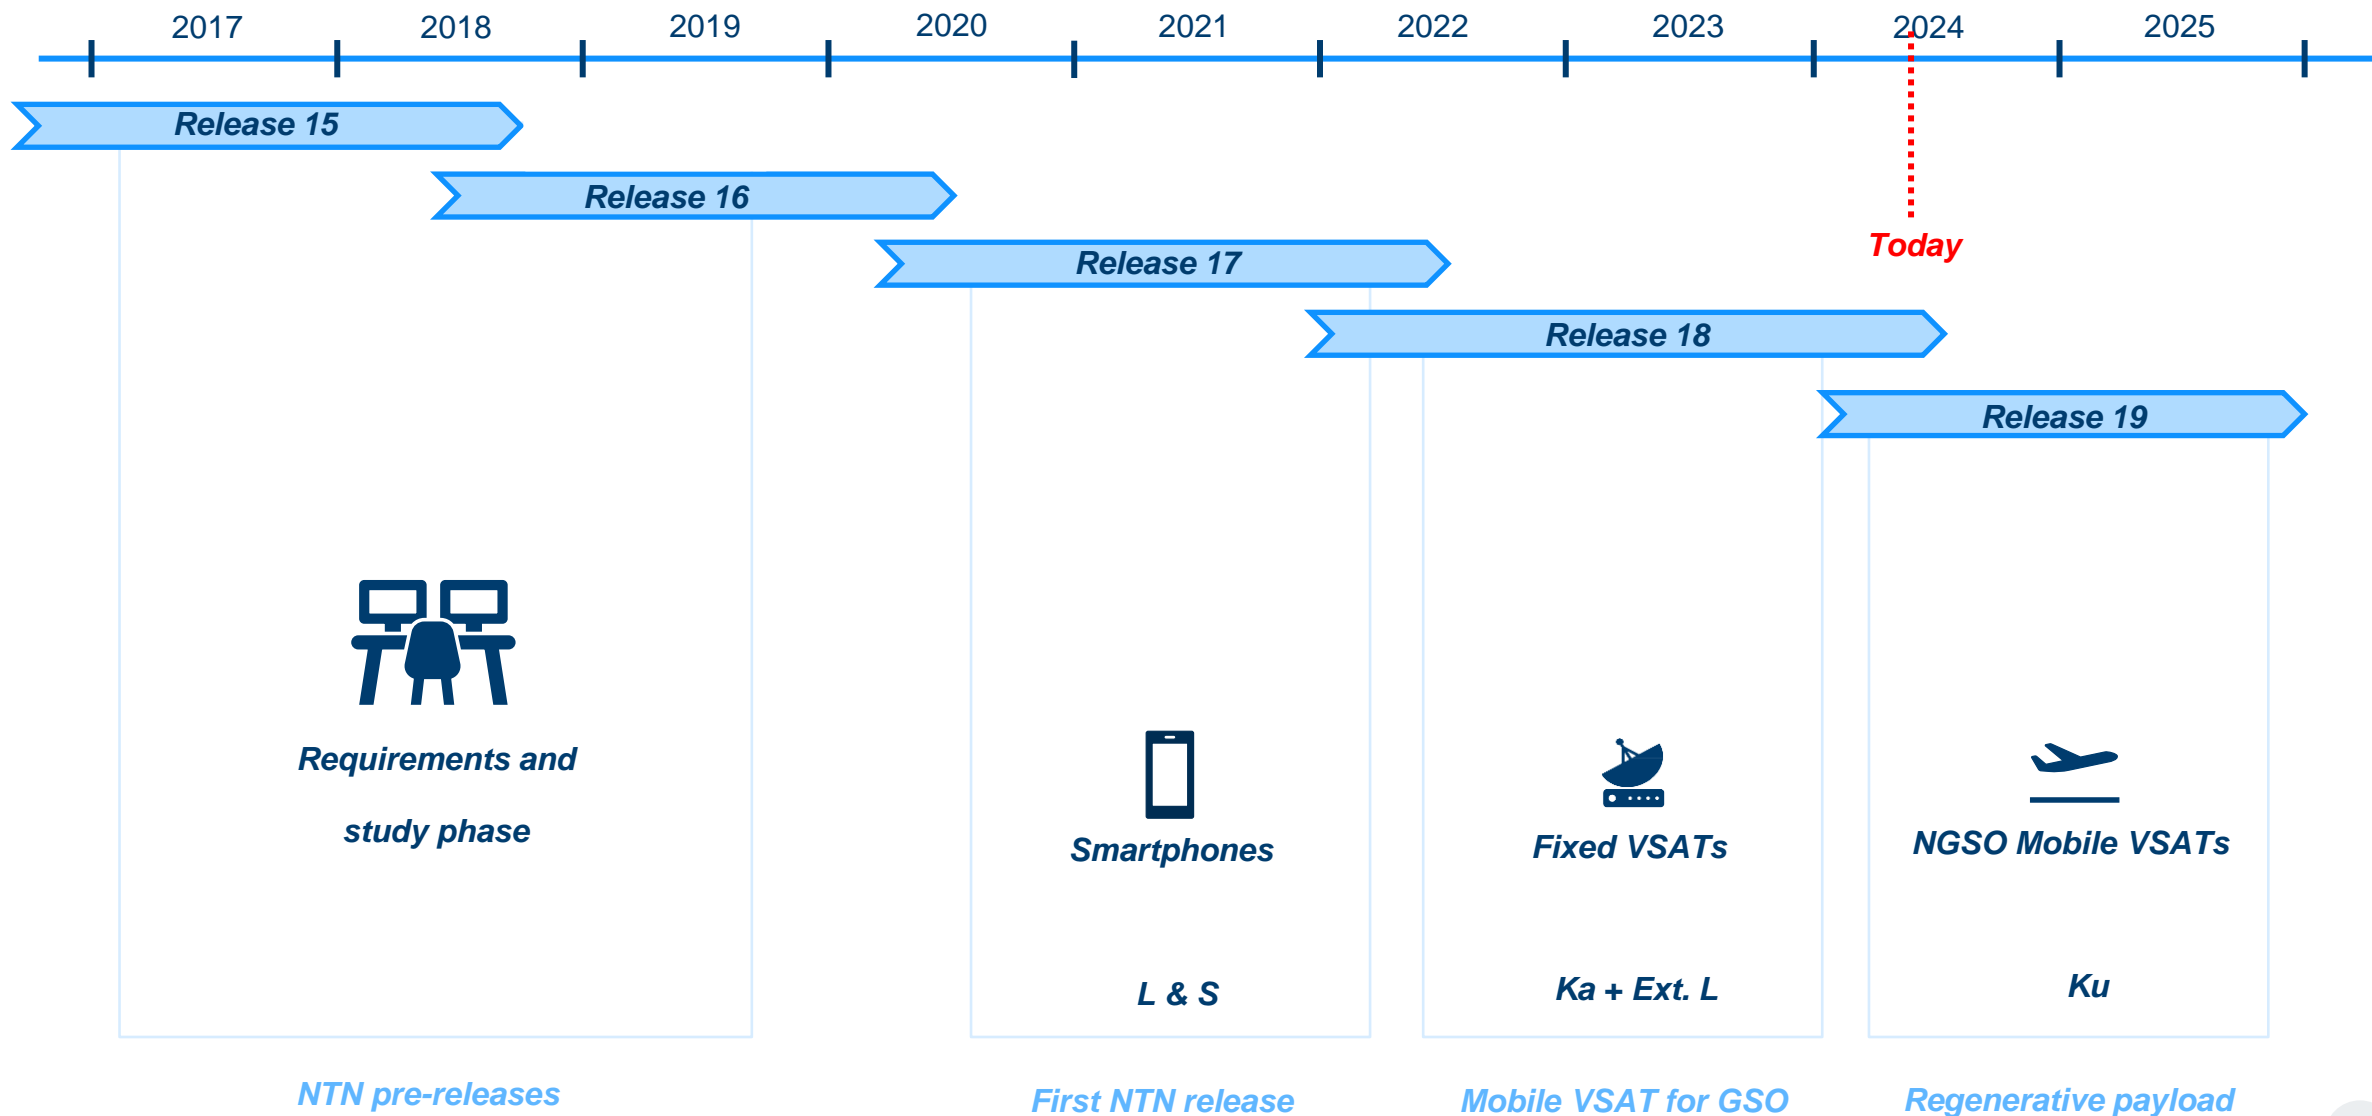 2017 2018 2019 2020 2021 2022 2023 2024 2025
Release 15
Release 16
Release 17
Today
Release 18
Release 19
Requirements and
study phase
Smartphones
L & S
Fixed VSATs
Ka + Ext. L
NGSO Mobile VSATs
Ku
NTN pre-releases
First NTN release
Mobile VSAT for GSO
Regenerative payload